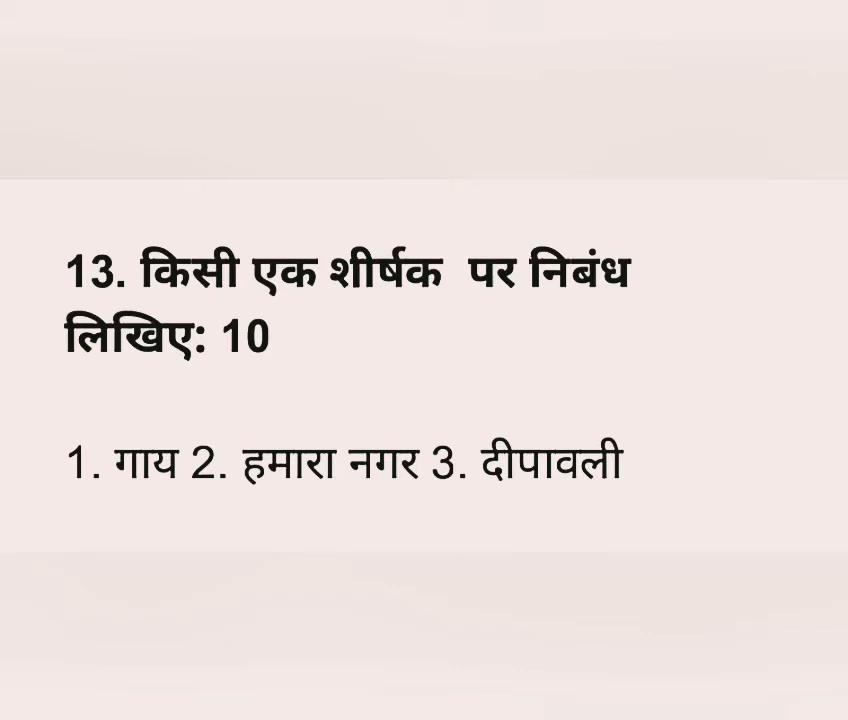 13. किसी एक शीर्षक पर निबंध
लिखिए: 10
1. गाय 2. हमारा नगर 3. दीपावली